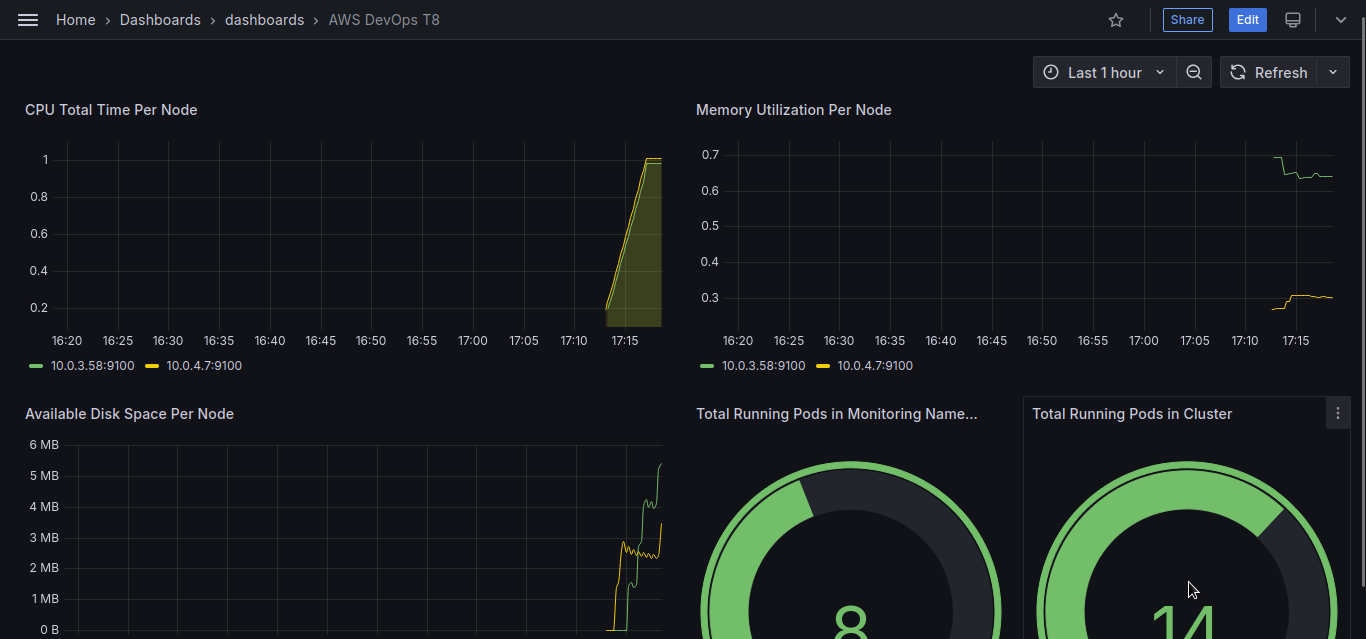 Home › Dashboards › dashboards › AWS DevOps T8
Share
Edit
Last 1 hour
Refresh
CPU Total Time Per Node
1
0.8
0.6
0.4
0.2
16:20 16:25 16:30 16:35 16:40 16:45 16:50 16:55 17:00 17:05 17:10 17:15
10.0.3.58:9100 10.0.4.7:9100
Memory Utilization Per Node
0.7
0.6
0.5
0.4
0.3
16:20 16:25 16:30 16:35 16:40 16:45 16:50 16:55 17:00 17:05 17:10 17:15
10.0.3.58:9100 10.0.4.7:9100
Available Disk Space Per Node
6 MB
5 MB
4 MB
3 MB
2 MB
1 MB
0 B
Total Running Pods in Monitoring Name...
8
Total Running Pods in Cluster
14